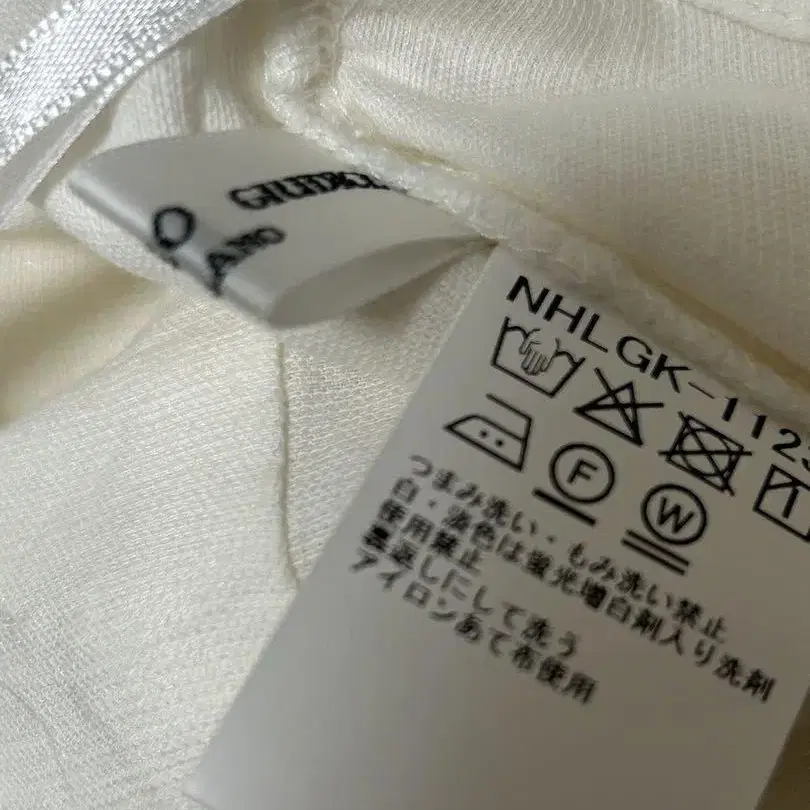 NHLGK-1123
F
W
つまみ洗い・もみ洗い禁止
白・淡色は蛍光増白剤入り洗剤
使用禁止
裏返しにして洗う
アイロンあて布使用